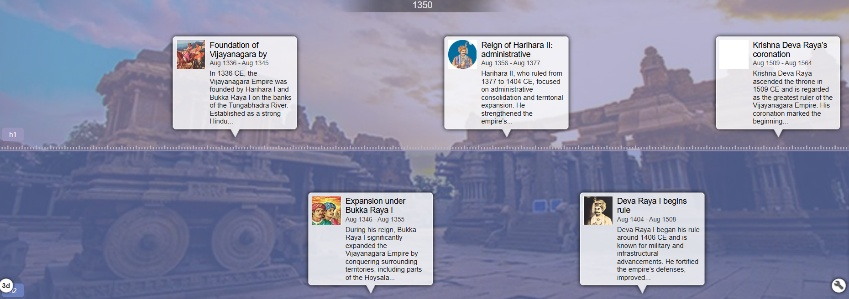 1350
Foundation of
Vijayanagara by
Aug 1336 - Aug 1345
In 1336 CE, the
Vijayanagara Empire was
founded by Harihara I and
Bukka Raya I on the banks
of the Tungabhadra River.
Established as a strong
Hindu...
Reign of Harihara II:
administrative
Aug 1356 - Aug 1377
Harihara II, who ruled from
1377 to 1404 CE, focused
on administrative
consolidation and territorial
expansion. He
strengthened the
empire's...
Krishna Deva Raya's
coronation
Aug 1509 - Aug 1564
Krishna Deva Raya
ascended the throne in
1509 CE and is regarded
as the greatest ruler of the
Vijayanagara Empire. His
coronation marked the
beginning...
h1
Expansion under
Bukka Raya I
Aug 1346 - Aug 1355
During his reign, Bukka
Raya I significantly
expanded the
Vijayanagara Empire by
conquering surrounding
territories, including parts
of the Hoysala...
Deva Raya I begins
rule
Aug 1404 - Aug 1508
Deva Raya I began his rule
around 1406 CE and is
known for military and
infrastructural
advancements. He fortified
the empire's defenses,
improved...
3d